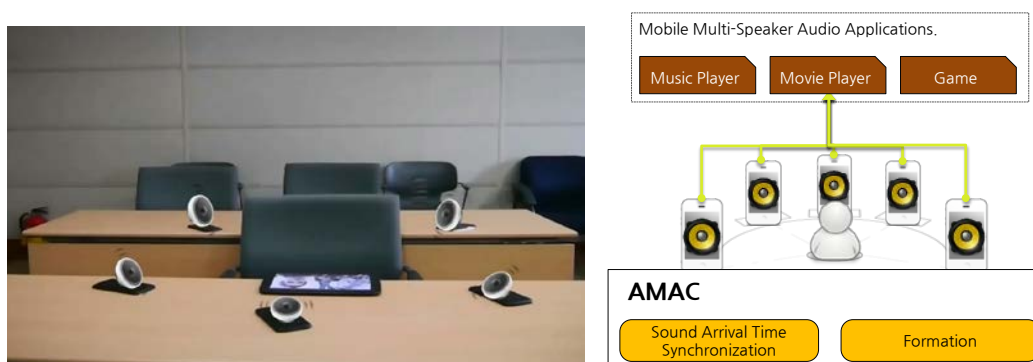 Mobile Multi-Speaker Audio Applications.
Music Player
Movie Player
Game
AMAC
Sound Arrival Time
Synchronization
Formation